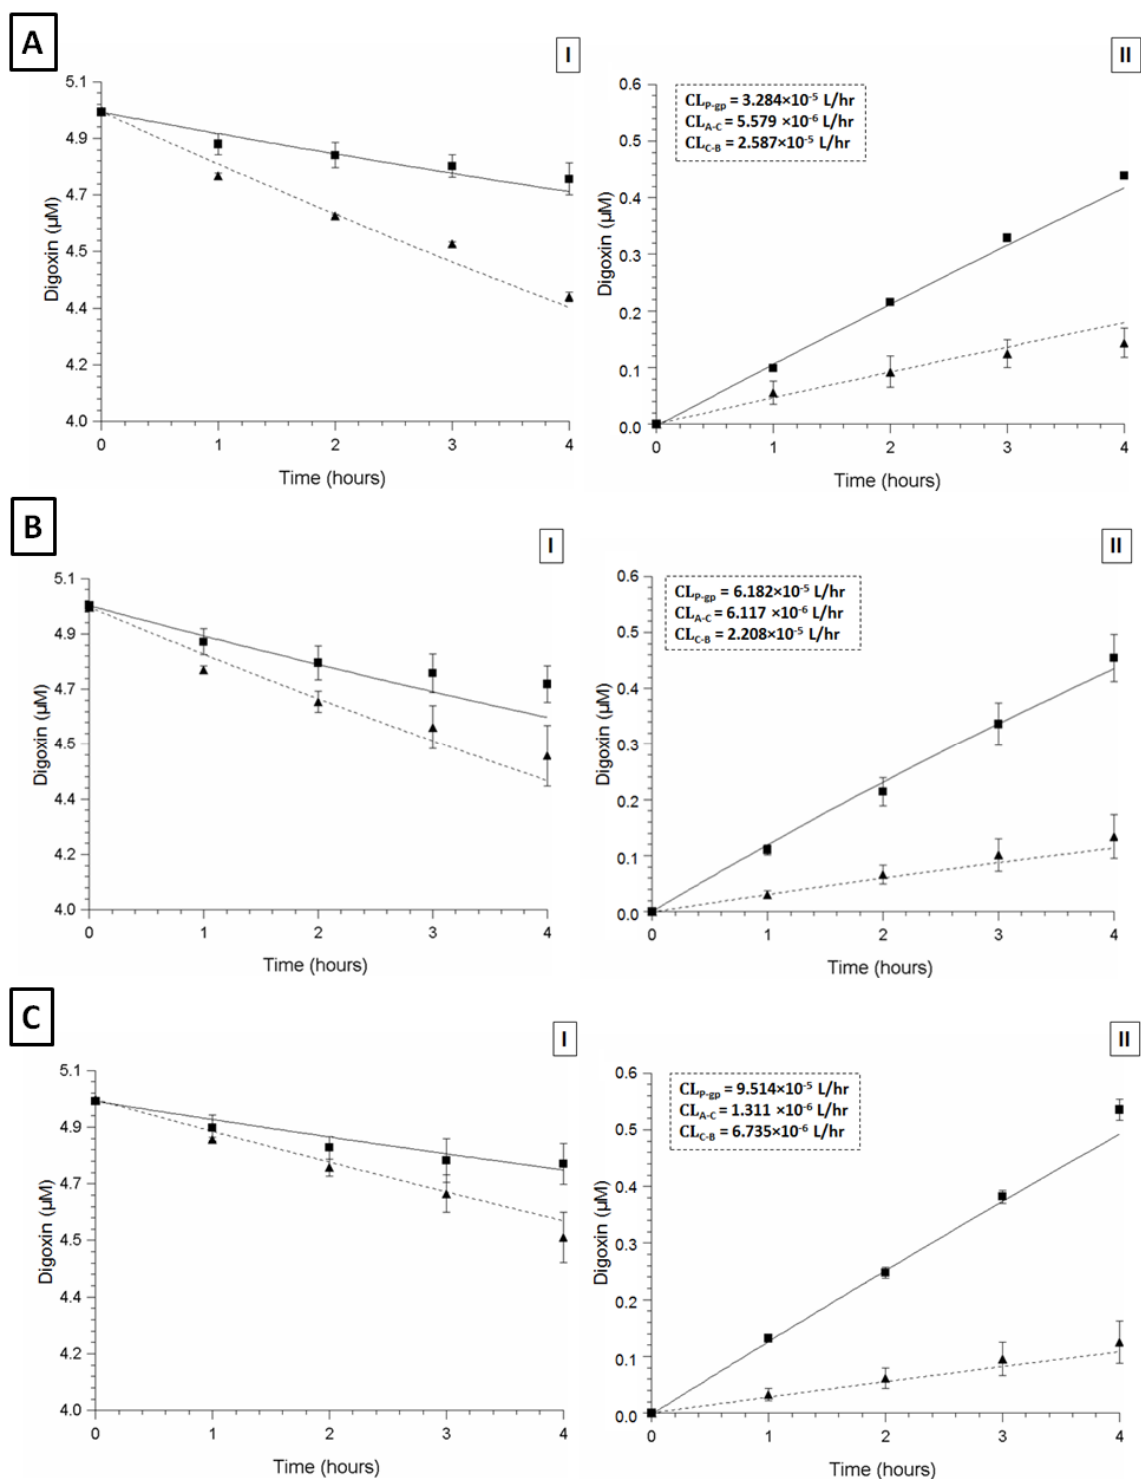 A
I
II
5.1
4.9
4.7
4.5
4.4
4.2
4.0
Digoxin (µM)
0 1 2 3 4
Time (hours)
0.6
0.5
0.4
0.3
0.2
0.1
0.0
Digoxin (µM)
CL_P-gp = 3.284×10⁻⁵ L/hr
CL_A-C = 5.579 ×10⁻⁶ L/hr
CL_C-B = 2.587×10⁻⁵ L/hr
0 1 2 3 4
Time (hours)
B
I
II
5.1
4.9
4.7
4.5
4.4
4.2
4.0
Digoxin (µM)
0 1 2 3 4
Time (hours)
0.6
0.5
0.4
0.3
0.2
0.1
0.0
Digoxin (µM)
CL_P-gp = 6.182×10⁻⁵ L/hr
CL_A-C = 6.117 ×10⁻⁶ L/hr
CL_C-B = 2.208×10⁻⁵ L/hr
0 1 2 3 4
Time (hours)
C
I
II
5.1
4.9
4.7
4.5
4.4
4.2
4.0
Digoxin (µM)
0 1 2 3 4
Time (hours)
0.6
0.5
0.4
0.3
0.2
0.1
0.0
Digoxin (µM)
CL_P-gp = 9.514×10⁻⁵ L/hr
CL_A-C = 1.311 ×10⁻⁶ L/hr
CL_C-B = 6.735×10⁻⁶ L/hr
0 1 2 3 4
Time (hours)